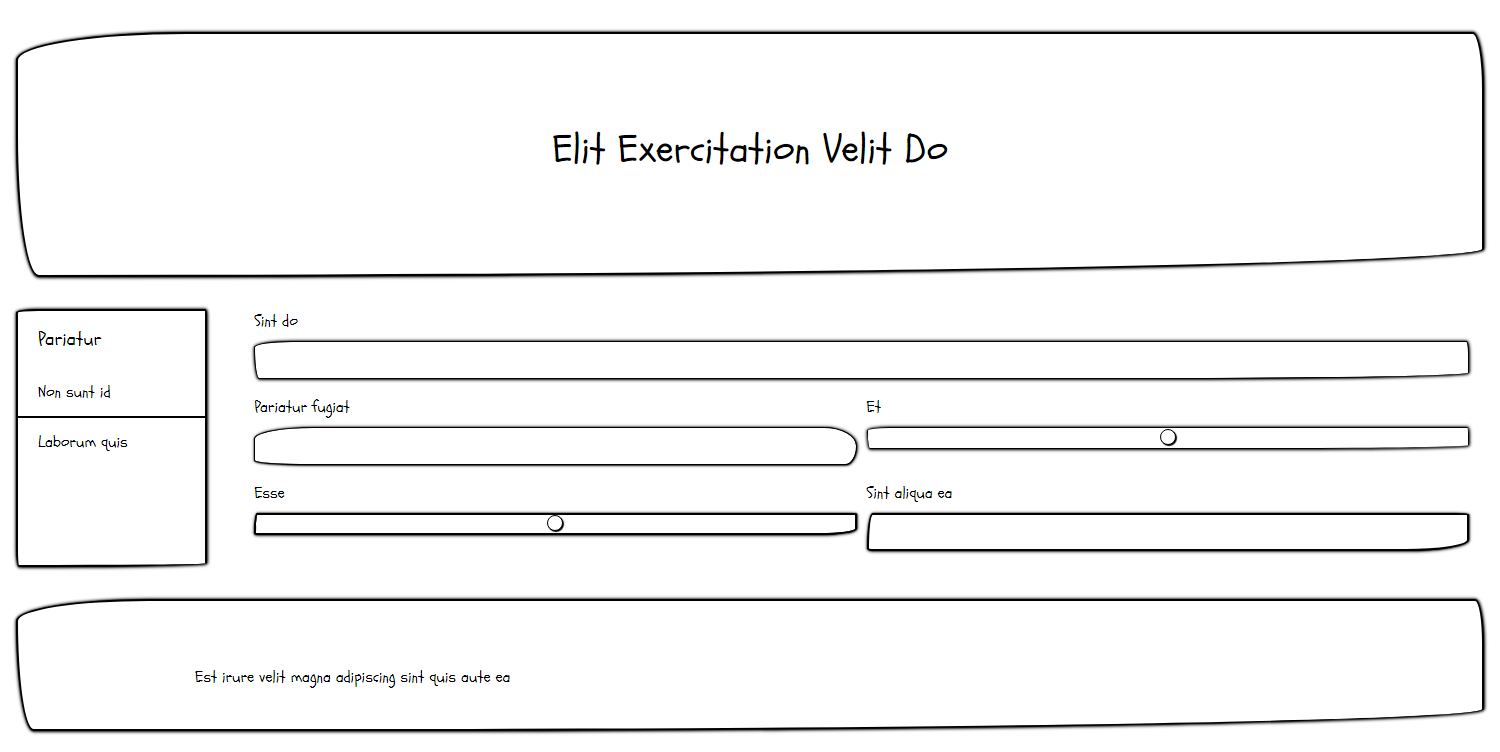 Elit Exercitation Velit Do
Pariatur
Non sunt id
Laborum quis
Sint do
Pariatur fugiat
Et
Esse
Sint aliqua ea
Est irure velit magna adipiscing sint quis aute ea